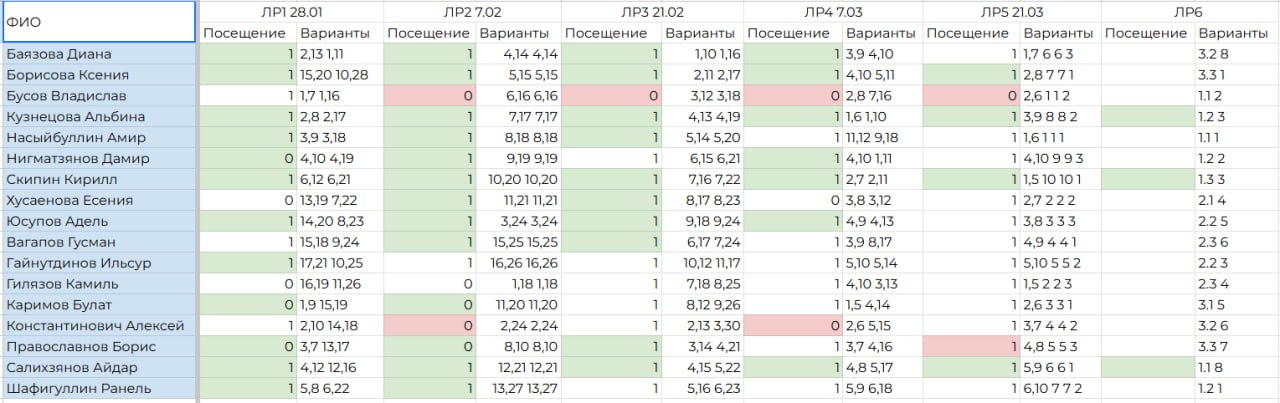 ФИО ЛР1 28.01 ЛР2 7.02 ЛР3 21.02 ЛР4 7.03 ЛР5 21.03 ЛР6
Посещение Варианты Посещение Варианты Посещение Варианты Посещение Варианты Посещение Варианты Посещение Варианты
Баязова Диана 1 2,13 1,11 1 4,14 4,14 1 1,10 1,16 1 3,9 4,10 1 1,7 6 6 3 3.2 8
Борисова Ксения 1 15,20 10,28 1 5,15 5,15 1 2,11 2,17 1 4,10 5,11 1 2,8 7 7 1 3.3 1
Бусов Владислав 1 1,7 1,16 0 6,16 6,16 0 3,12 3,18 0 2,8 7,16 0 2,6 1 1 2 1.1 2
Кузнецова Альбина 1 2,8 2,17 1 7,17 7,17 1 4,13 4,19 1 1,6 1,10 1 3,9 8 8 2 1.2 3
Насыйбуллин Амир 1 3,9 3,18 1 8,18 8,18 1 5,14 5,20 1 11,12 9,18 1 1,6 1 1 1 1.1 1
Нигматзянов Дамир 0 4,10 4,19 1 9,19 9,19 1 6,15 6,21 1 4,10 1,11 1 4,10 9 9 3 1.2 2
Скипин Кирилл 1 6,12 6,21 1 10,20 10,20 1 7,16 7,22 1 2,7 2,11 1 1,5 10 10 1 1.3 3
Хусаенова Есения 0 13,19 7,22 1 11,21 11,21 1 8,17 8,23 0 3,8 3,12 1 2,7 2 2 2 2.1 4
Юсупов Адель 1 14,20 8,23 1 3,24 3,24 1 9,18 9,24 1 4,9 4,13 1 3,8 3 3 3 2.2 5
Вагапов Гусман 1 15,18 9,24 1 15,25 15,25 1 6,17 7,24 1 3,9 8,17 1 4,9 4 4 1 2.3 6
Гайнутдинов Ильсур 1 17,21 10,25 1 16,26 16,26 1 10,12 11,17 1 5,10 5,14 1 5,10 5 5 2 2.2 3
Гилязов Камиль 0 16,19 11,26 0 1,18 1,18 1 7,18 8,25 1 4,10 3,13 1 1,5 2 2 3 2.3 4
Каримов Булат 0 1,9 15,19 0 11,20 11,20 1 8,12 9,26 1 1,5 4,14 1 2,6 3 3 1 3.1 5
Константинович Алексей 1 2,10 14,18 0 2,24 2,24 1 2,13 3,30 0 2,6 5,15 1 3,7 4 4 2 3.2 6
Православнов Борис 0 3,7 13,17 0 8,10 8,10 1 3,14 4,21 1 3,7 4,16 1 4,8 5 5 3 3.3 7
Салихзянов Айдар 1 4,12 12,16 1 12,21 12,21 1 4,15 5,22 1 4,8 5,17 1 5,9 6 6 1 1.1 8
Шафигуллин Ранель 1 5,8 6,22 1 13,27 13,27 1 5,16 6,23 1 5,9 6,18 1 6,10 7 7 2 1.2 1